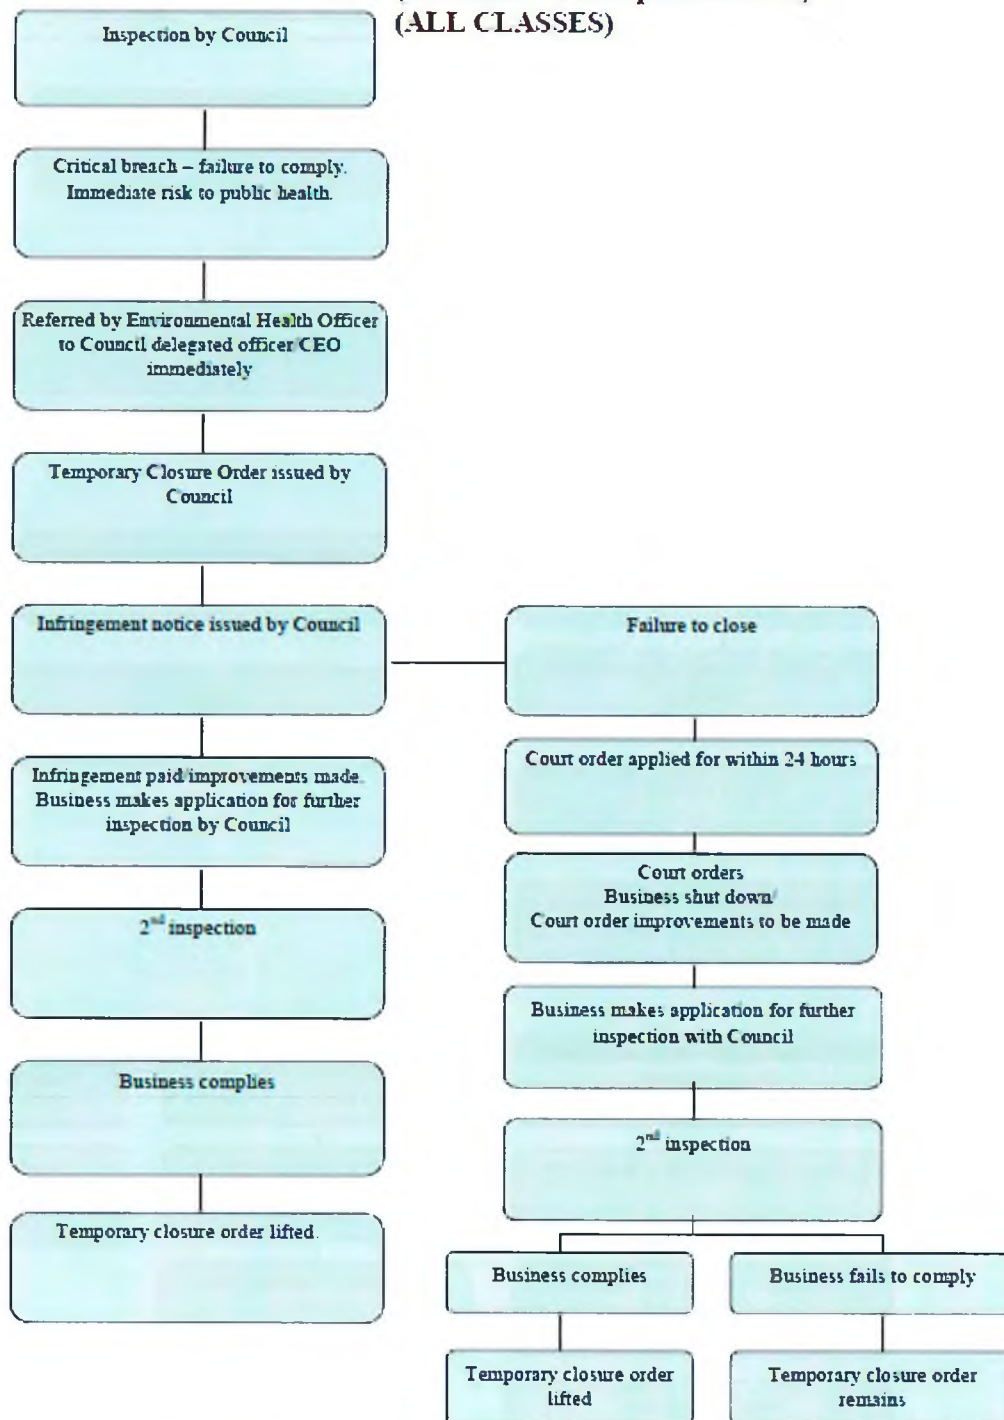 (ALL CLASSES)
Inspection by Council
Critical breach – failure to comply.
Immediate risk to public health.
Referred by Environmental Health Officer
to Council delegated officer/CEO
immediately
Temporary Closure Order issued by
Council
Infringement notice issued by Council
Infringement paid/improvements made.
Business makes application for further
inspection by Council
2nd inspection
Business complies
Temporary closure order lifted.
Failure to close
Court order applied for within 24 hours
Court orders
Business shut down/
Court order improvements to be made
Business makes application for further
inspection with Council
2nd inspection
Business complies
Temporary closure order
lifted
Business fails to comply
Temporary closure order
remains